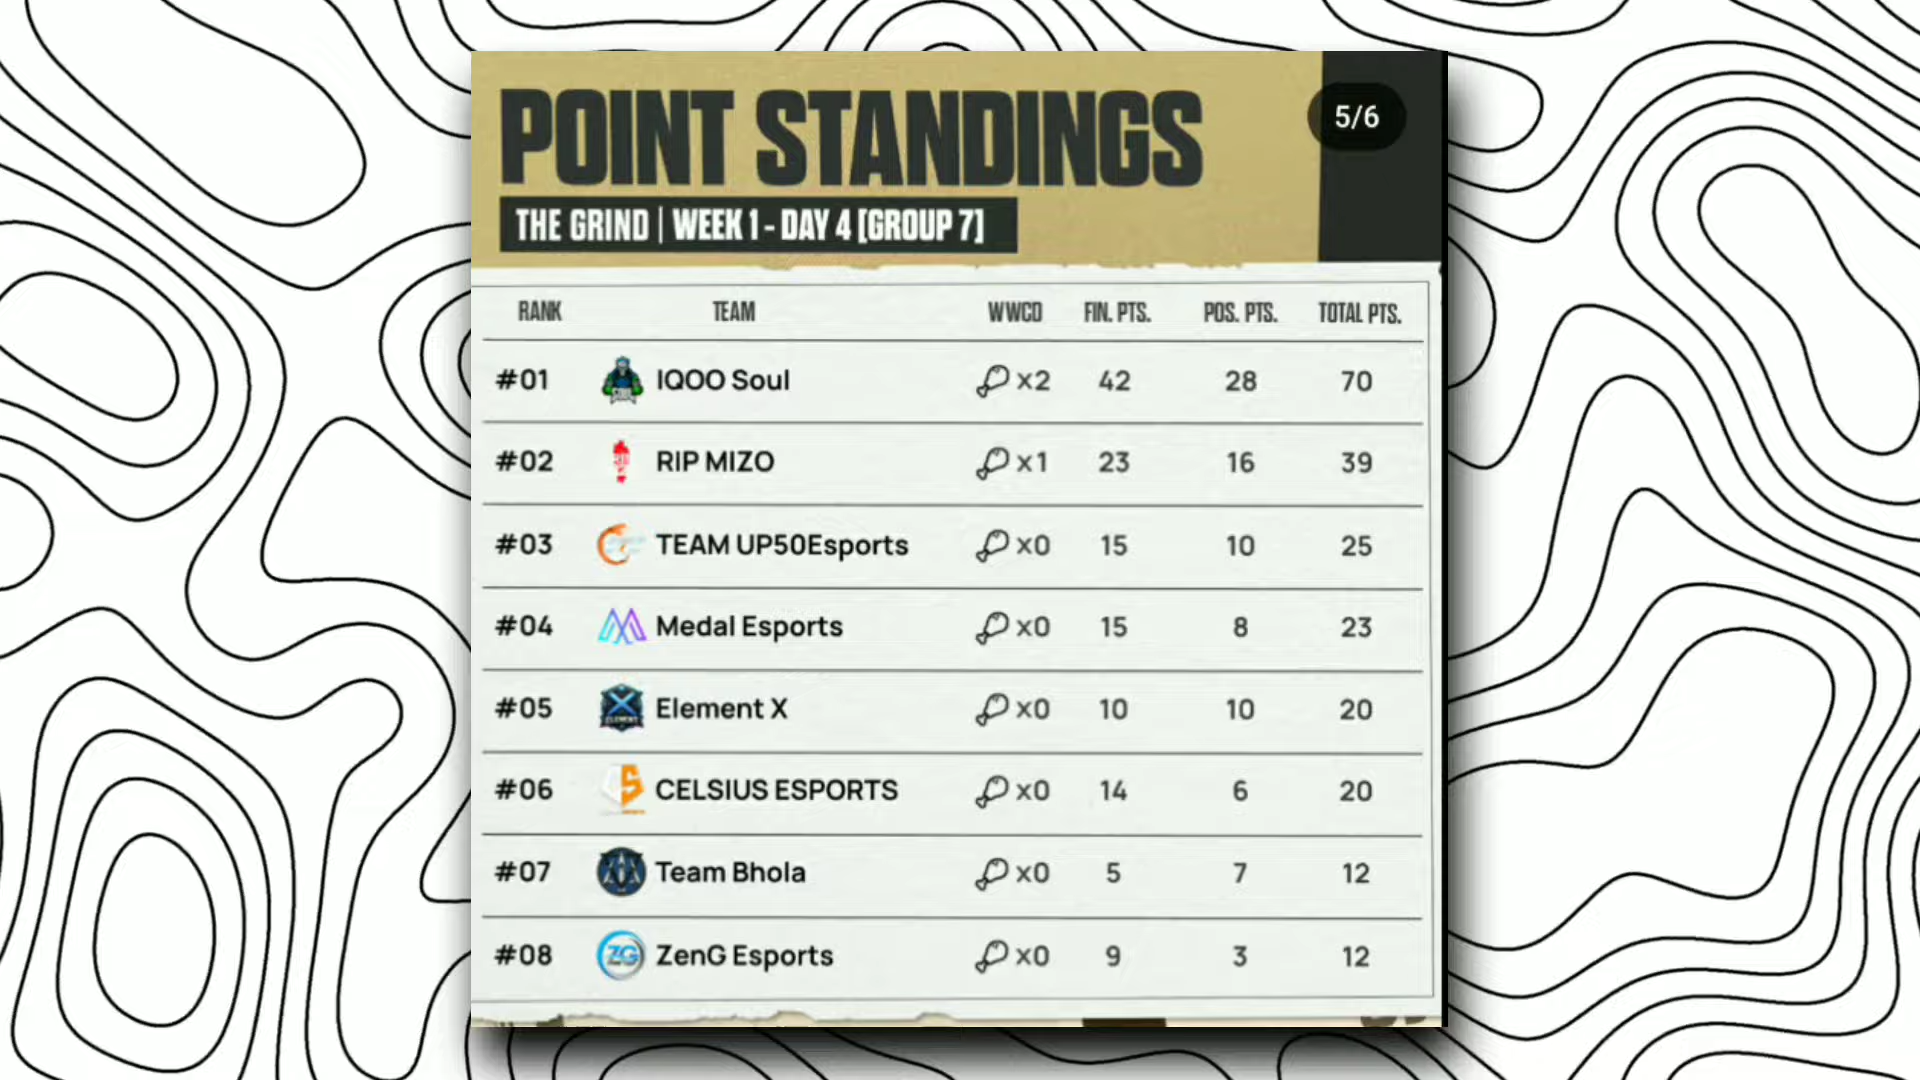 POINT STANDINGS
5/6
THE GRIND | WEEK 1 - DAY 4 [GROUP 7]
RANK TEAM WWCD FIN. PTS. POS. PTS. TOTAL PTS.
#01 IQOO Soul x2 42 28 70
#02 RIP MIZO x1 23 16 39
#03 TEAM UP50Esports x0 15 10 25
#04 Medal Esports x0 15 8 23
#05 Element X x0 10 10 20
#06 CELSIUS ESPORTS x0 14 6 20
#07 Team Bhola x0 5 7 12
#08 ZG ZenG Esports x0 9 3 12